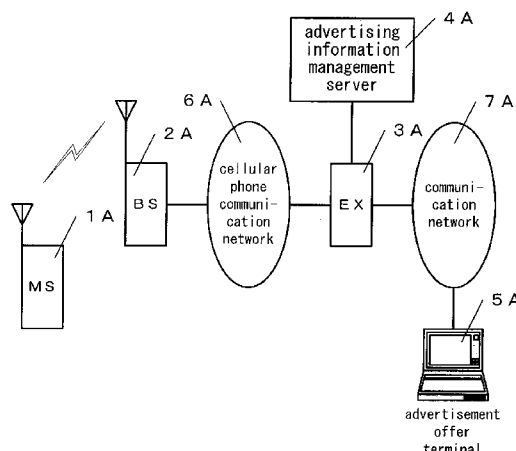 4 A
advertising
information
management
server
6 A
7 A
2 A
3 A
cellular
phone
communi-
cation
network
BS
EX
communi-
cation
network
1 A
MS
5 A
advertisement
offer
terminal